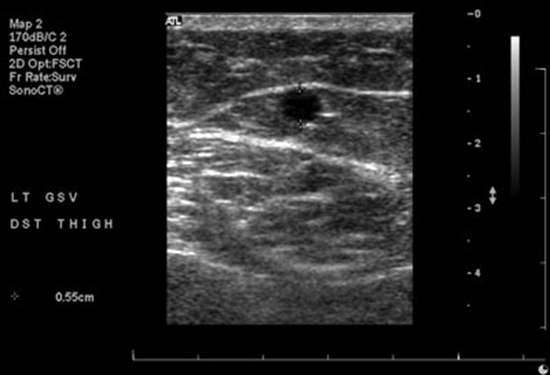 Map 2
170dB/C 2
Persist Off
2D Opt:FSCT
Fr Rate:Surv
SonoCT®
ATL
-0
-1
-2
-3
-4
LT GSV
DST THIGH
0.55cm